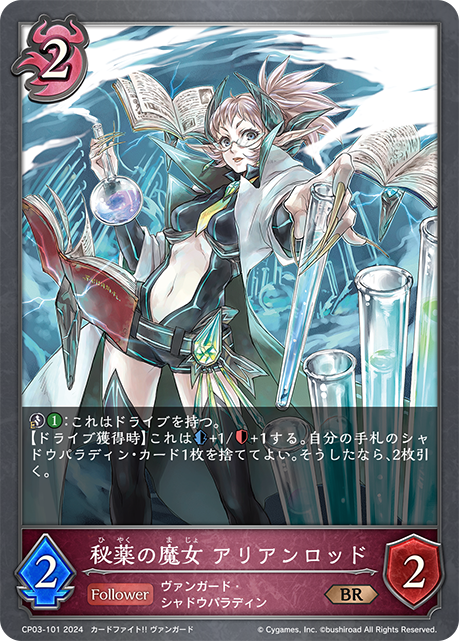 2
1:これはドライブを持つ。
【ドライブ獲得時】これは+1/+1する。自分の手札のシャ
ドウパラディン・カード1枚を捨ててよい。そうしたなら、2枚引
く。
ひやく まじょ
秘薬の魔女 アリアンロッド
2
Follower
ヴァンガード・
シャドウパラディン
BR
2
CP03-101 2024 カードファイト!! ヴァンガード
© Cygames, Inc. ©bushiroad All Rights Reserved.